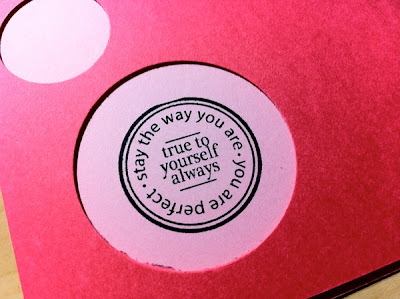 stay the way you are · you are perfect ·
true to
yourself
always